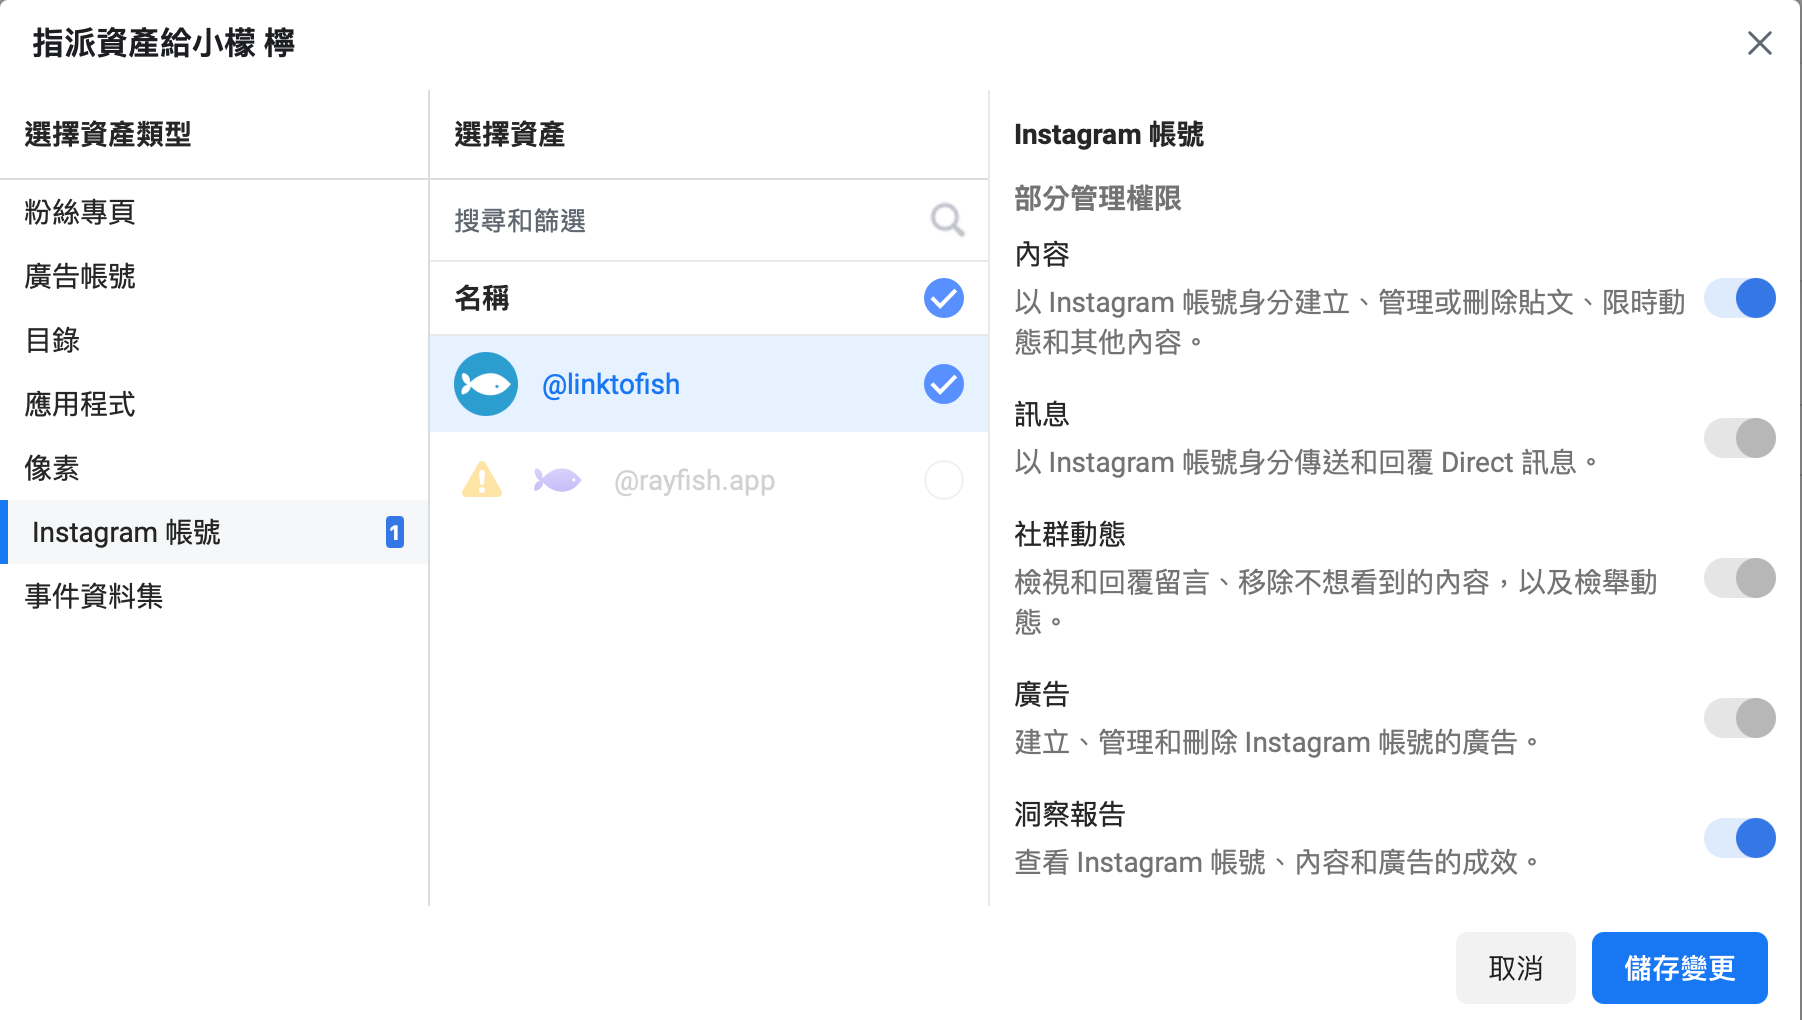 指派資產給小檬 檸
選擇資產類型
粉絲專頁
廣告帳號
目錄
應用程式
像素
Instagram 帳號 1
事件資料集
選擇資產
搜尋和篩選
名稱
@linktofish
@rayfish.app
Instagram 帳號
部分管理權限
內容
以 Instagram 帳號身分建立、管理或刪除貼文、限時動
態和其他內容。
訊息
以 Instagram 帳號身分傳送和回覆 Direct 訊息。
社群動態
檢視和回覆留言、移除不想看到的內容，以及檢舉動
態。
廣告
建立、管理和刪除 Instagram 帳號的廣告。
洞察報告
查看 Instagram 帳號、內容和廣告的成效。
取消
儲存變更